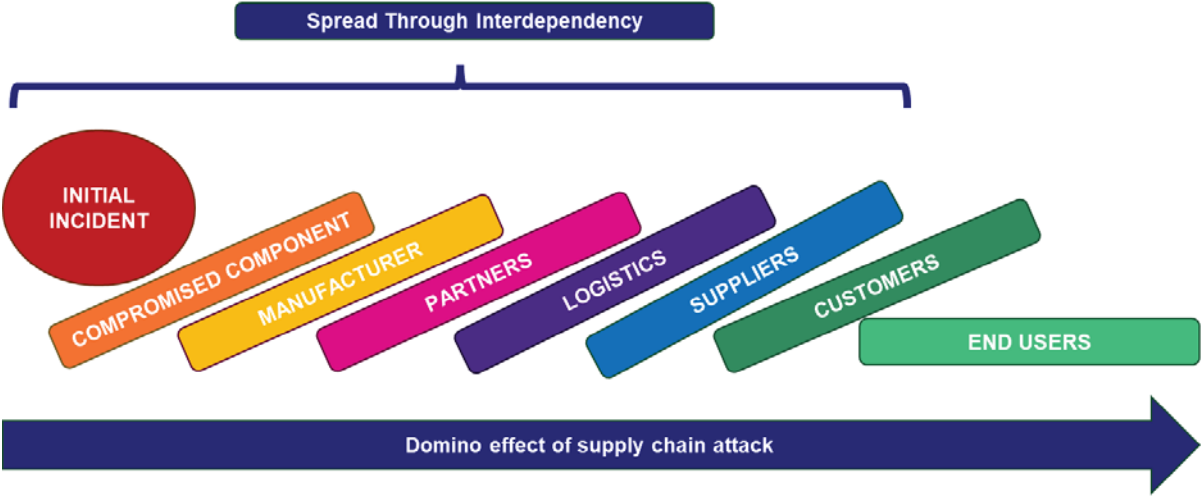 Spread Through Interdependency
INITIAL
INCIDENT
COMPROMISED COMPONENT
MANUFACTURER
PARTNERS
LOGISTICS
SUPPLIERS
CUSTOMERS
END USERS
Domino effect of supply chain attack